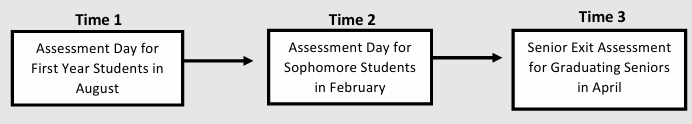 Time 1
Assessment Day for
First Year Students in
August
Time 2
Assessment Day for
Sophomore Students
in February
Time 3
Senior Exit Assessment
for Graduating Seniors
in April